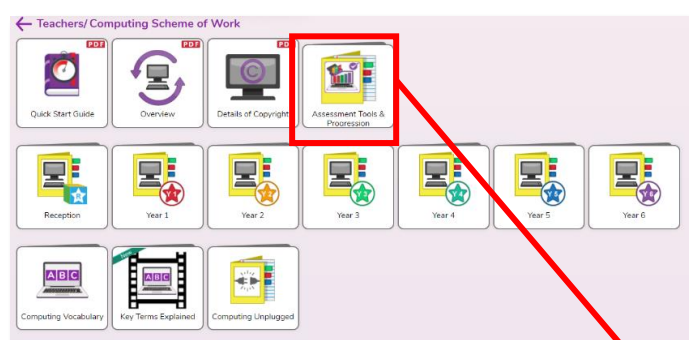 ← Teachers/ Computing Scheme of Work
PDF PDF PDF
Quick Start Guide Overview Details of Copyright Assessment Tools & Progression
Reception Year 1 Year 2 Year 3 Year 4 Year 5 Year 6
ABC New ABC
Computing Vocabulary Key Terms Explained Computing Unplugged